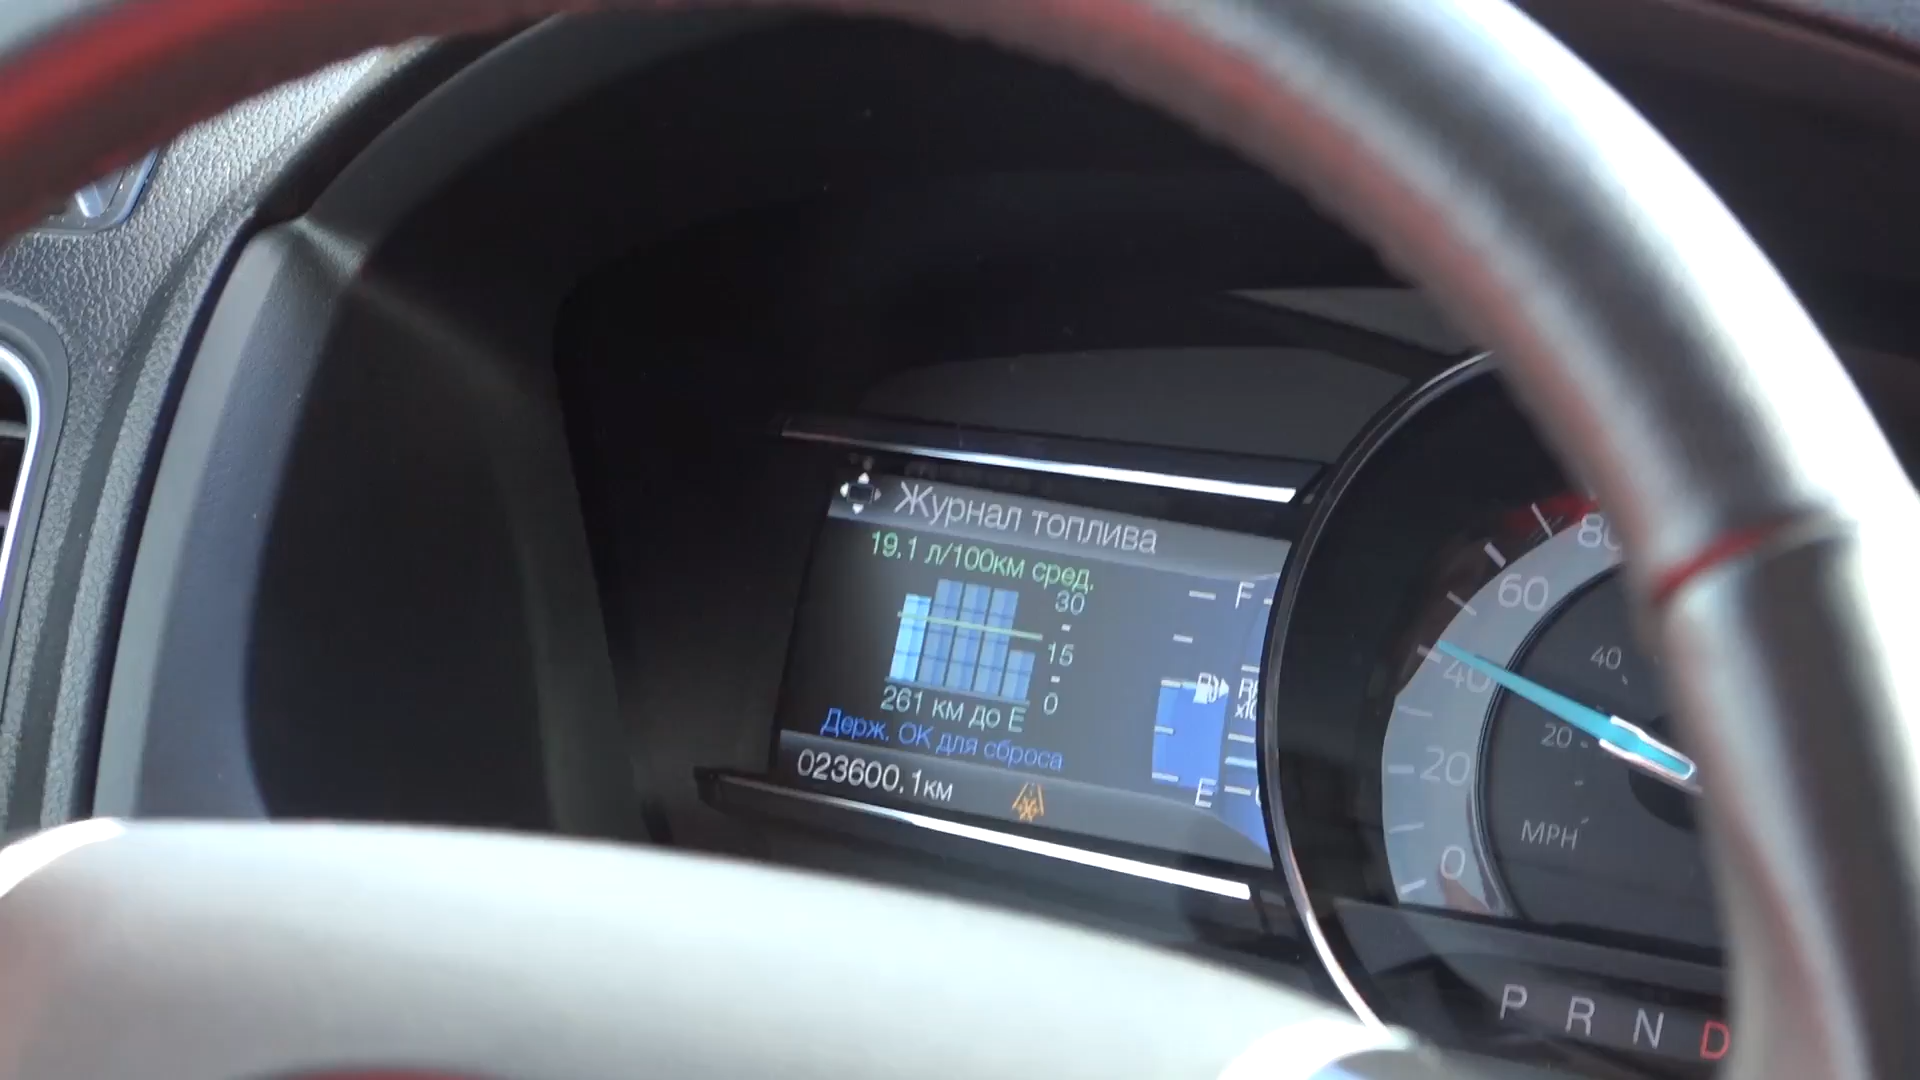 Журнал топлива
19.1 л/100км сред.
30
15
0
261 км до E
Держ. OK для сброса
023600.1км
F
E
80
60
40
20
0
40
20
MPH
P R N D